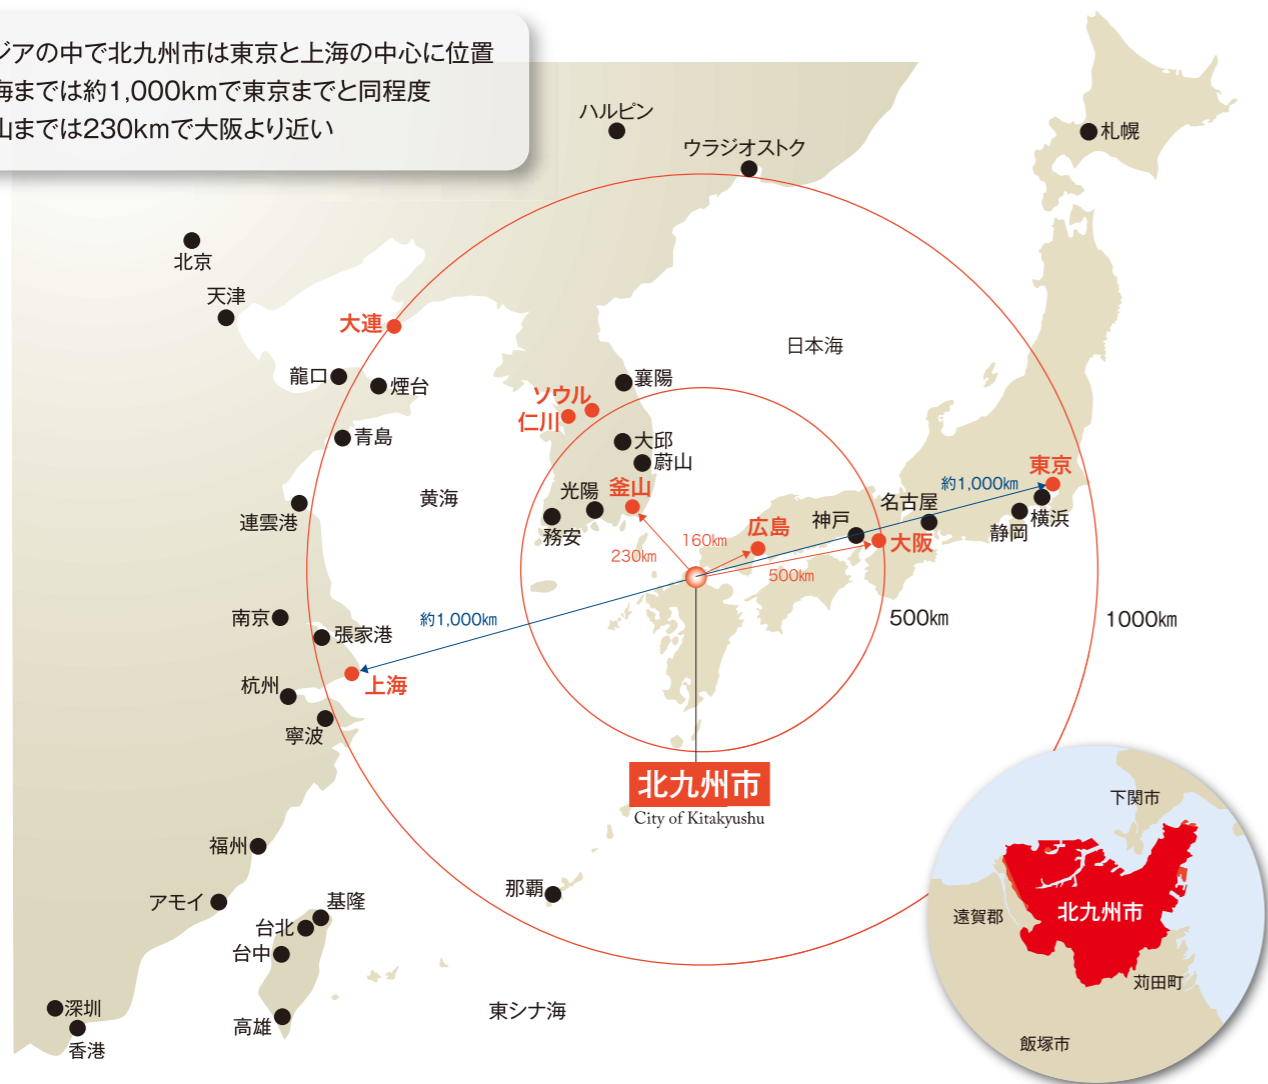 ジアの中で北九州市は東京と上海の中心に位置
海までは約1,000kmで東京までと同程度
山までは230kmで大阪より近い
ハルピン
ウラジオストク
札幌
北京
天津
大連
日本海
龍口
煙台
襄陽
ソウル
仁川
青島
大邱
蔚山
東京
約1,000km
黄海
光陽
釜山
名古屋
横浜
静岡
連雲港
務安
広島
神戸
大阪
160km
230km
500km
南京
張家港
約1,000km
500km
1000km
上海
杭州
寧波
北九州市
City of Kitakyushu
下関市
福州
那覇
アモイ
基隆
台北
台中
遠賀郡
北九州市
苅田町
深圳
高雄
東シナ海
香港
飯塚市